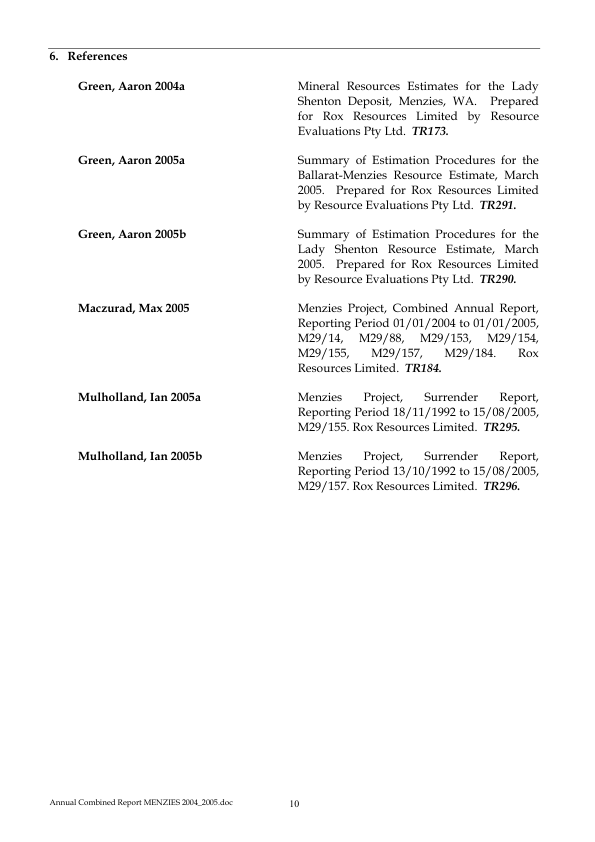 6. References
Green, Aaron 2004a
Mineral Resources Estimates for the Lady
Shenton Deposit, Menzies, WA. Prepared
for Rox Resources Limited by Resource
Evaluations Pty Ltd. TR173.
Green, Aaron 2005a
Summary of Estimation Procedures for the
Ballarat-Menzies Resource Estimate, March
2005. Prepared for Rox Resources Limited
by Resource Evaluations Pty Ltd. TR291.
Green, Aaron 2005b
Summary of Estimation Procedures for the
Lady Shenton Resource Estimate, March
2005. Prepared for Rox Resources Limited
by Resource Evaluations Pty Ltd. TR290.
Maczurad, Max 2005
Menzies Project, Combined Annual Report,
Reporting Period 01/01/2004 to 01/01/2005,
M29/14, M29/88, M29/153, M29/154,
M29/155, M29/157, M29/184. Rox
Resources Limited. TR184.
Mulholland, Ian 2005a
Menzies Project, Surrender Report,
Reporting Period 18/11/1992 to 15/08/2005,
M29/155. Rox Resources Limited. TR295.
Mulholland, Ian 2005b
Menzies Project, Surrender Report,
Reporting Period 13/10/1992 to 15/08/2005,
M29/157. Rox Resources Limited. TR296.
Annual Combined Report MENZIES 2004_2005.doc 10